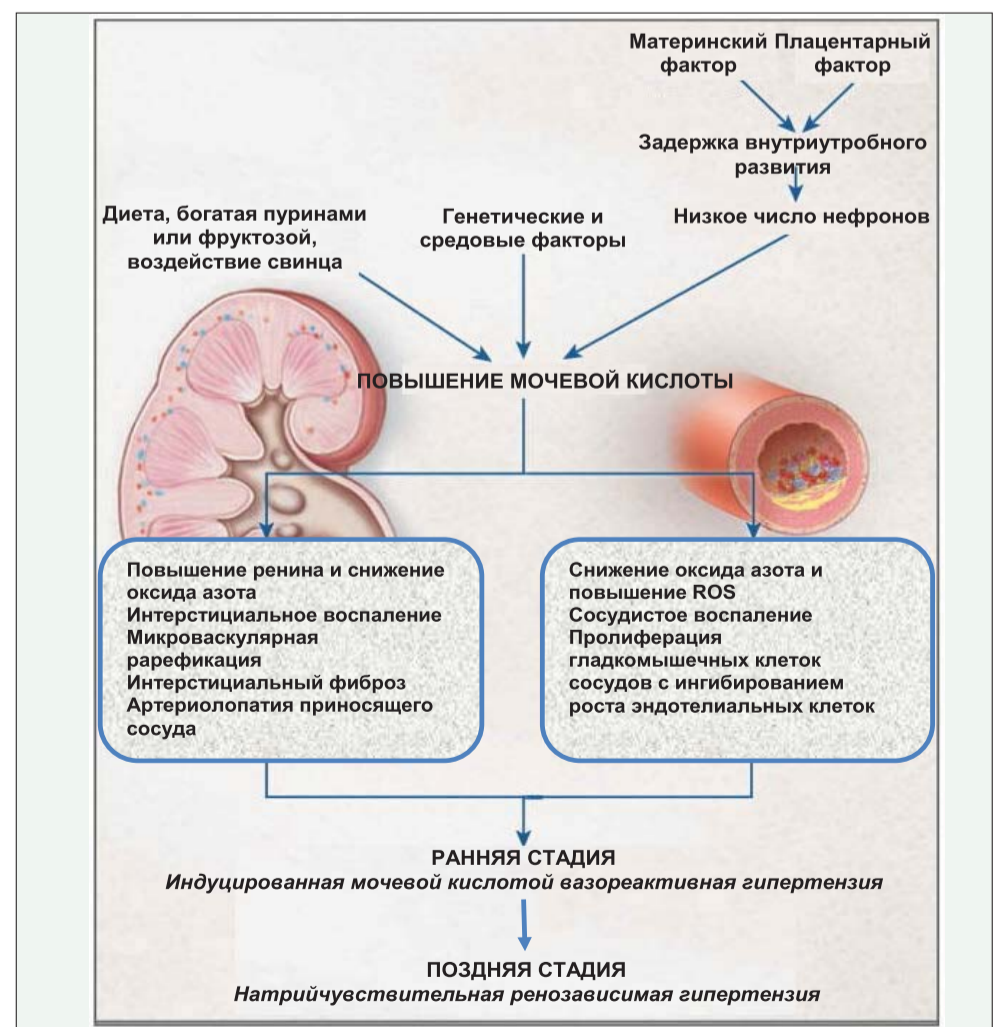 Материнский фактор
Плацентарный фактор
Задержка внутриутробного
развития
Низкое число нефронов
Диета, богатая пуринами
или фруктозой,
воздействие свинца
Генетические и
средовые факторы
ПОВЫШЕНИЕ МОЧЕВОЙ КИСЛОТЫ
Повышение ренина и снижение
оксида азота
Интерстициальное воспаление
Микроваскулярная
рарефикация
Интерстициальный фиброз
Артериолопатия приносящего
сосуда
Снижение оксида азота и
повышение ROS
Сосудистое воспаление
Пролиферация
гладкомышечных клеток
сосудов с ингибированием
роста эндотелиальных клеток
РАННЯЯ СТАДИЯ
Индуцированная мочевой кислотой вазореактивная гипертензия
ПОЗДНЯЯ СТАДИЯ
Натрийчувствительная ренозависимая гипертензия